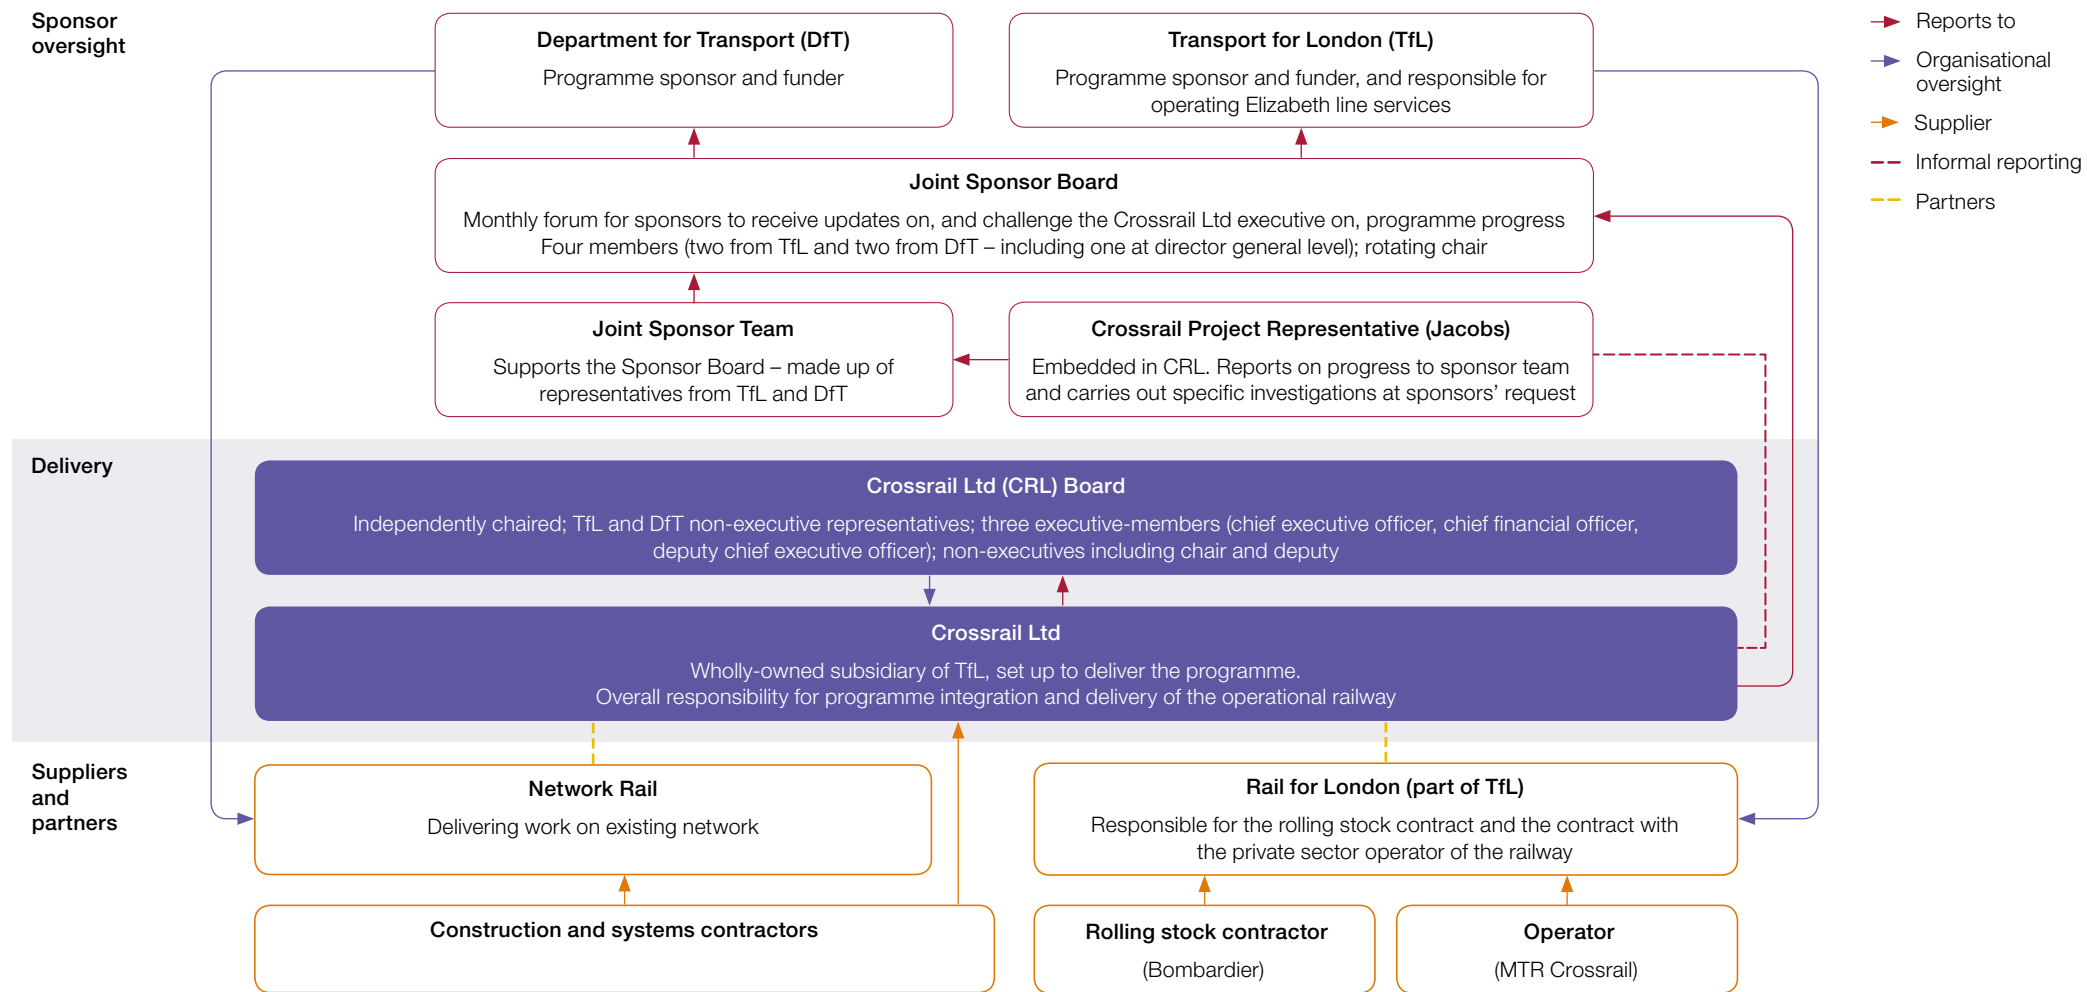 Sponsor
oversight
Department for Transport (DfT)
Programme sponsor and funder
Transport for London (TfL)
Programme sponsor and funder, and responsible for
operating Elizabeth line services
Reports to
Organisational
oversight
Supplier
Informal reporting
Partners
Joint Sponsor Board
Monthly forum for sponsors to receive updates on, and challenge the Crossrail Ltd executive on, programme progress
Four members (two from TfL and two from DfT – including one at director general level); rotating chair
Joint Sponsor Team
Supports the Sponsor Board – made up of
representatives from TfL and DfT
Crossrail Project Representative (Jacobs)
Embedded in CRL. Reports on progress to sponsor team
and carries out specific investigations at sponsors’ request
Delivery
Crossrail Ltd (CRL) Board
Independently chaired; TfL and DfT non-executive representatives; three executive-members (chief executive officer, chief financial officer,
deputy chief executive officer); non-executives including chair and deputy
Crossrail Ltd
Wholly-owned subsidiary of TfL, set up to deliver the programme.
Overall responsibility for programme integration and delivery of the operational railway
Suppliers
and
partners
Network Rail
Delivering work on existing network
Rail for London (part of TfL)
Responsible for the rolling stock contract and the contract with
the private sector operator of the railway
Construction and systems contractors
Rolling stock contractor
(Bombardier)
Operator
(MTR Crossrail)